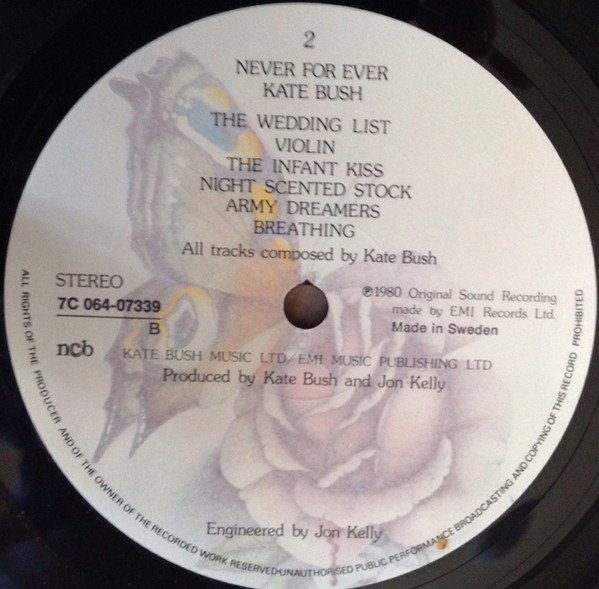 2
NEVER FOR EVER
KATE BUSH
THE WEDDING LIST
VIOLIN
THE INFANT KISS
NIGHT SCENTED STOCK
ARMY DREAMERS
BREATHING
All tracks composed by Kate Bush
STEREO
7C 064-07339
B
ncb
℗1980 Original Sound Recording
made by EMI Records Ltd.
Made in Sweden
KATE BUSH MUSIC LTD/EMI MUSIC PUBLISHING LTD
Produced by Kate Bush and Jon Kelly
Engineered by Jon Kelly
ALL RIGHTS OF THE PRODUCER AND OF THE OWNER OF THE RECORDED WORK RESERVED·UNAUTHORISED PUBLIC PERFORMANCE BROADCASTING AND COPYING OF THIS RECORD PROHIBITED